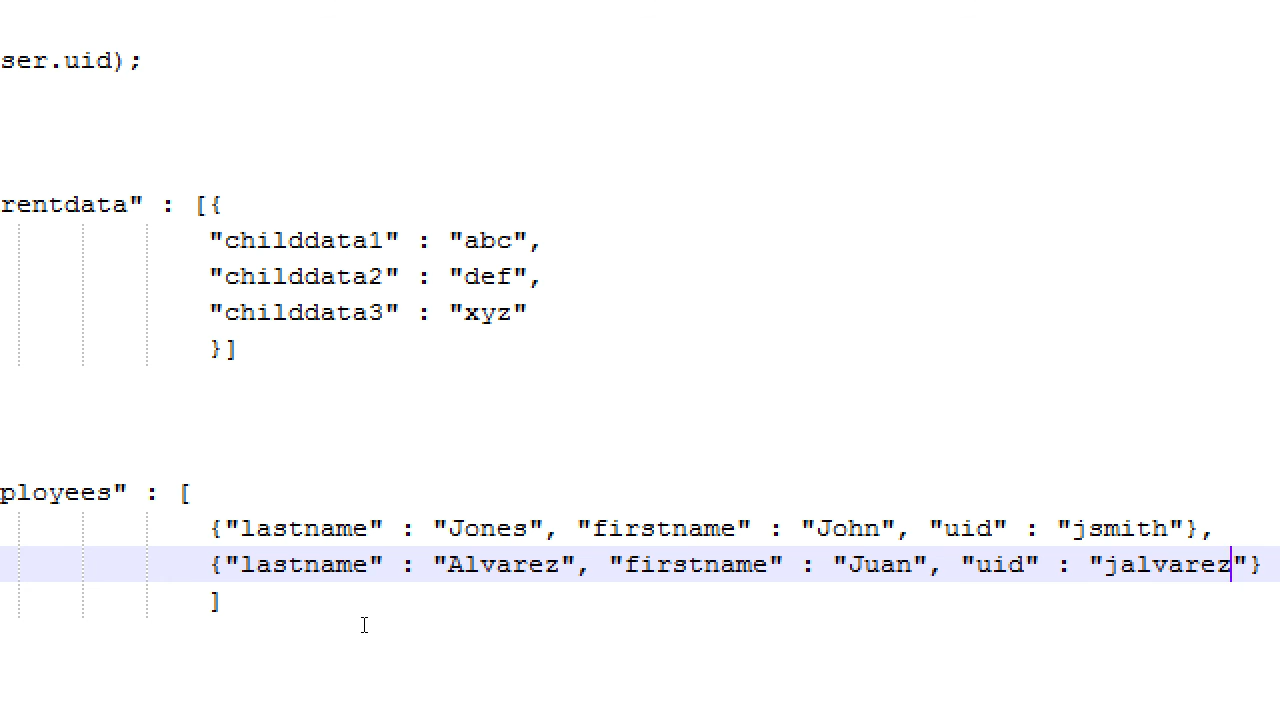 ser.uid);
rentdata" : [{
"childdata1" : "abc",
"childdata2" : "def",
"childdata3" : "xyz"
}]
ployees" : [
{"lastname" : "Jones", "firstname" : "John", "uid" : "jsmith"},
{"lastname" : "Alvarez", "firstname" : "Juan", "uid" : "jalvarez"}
]